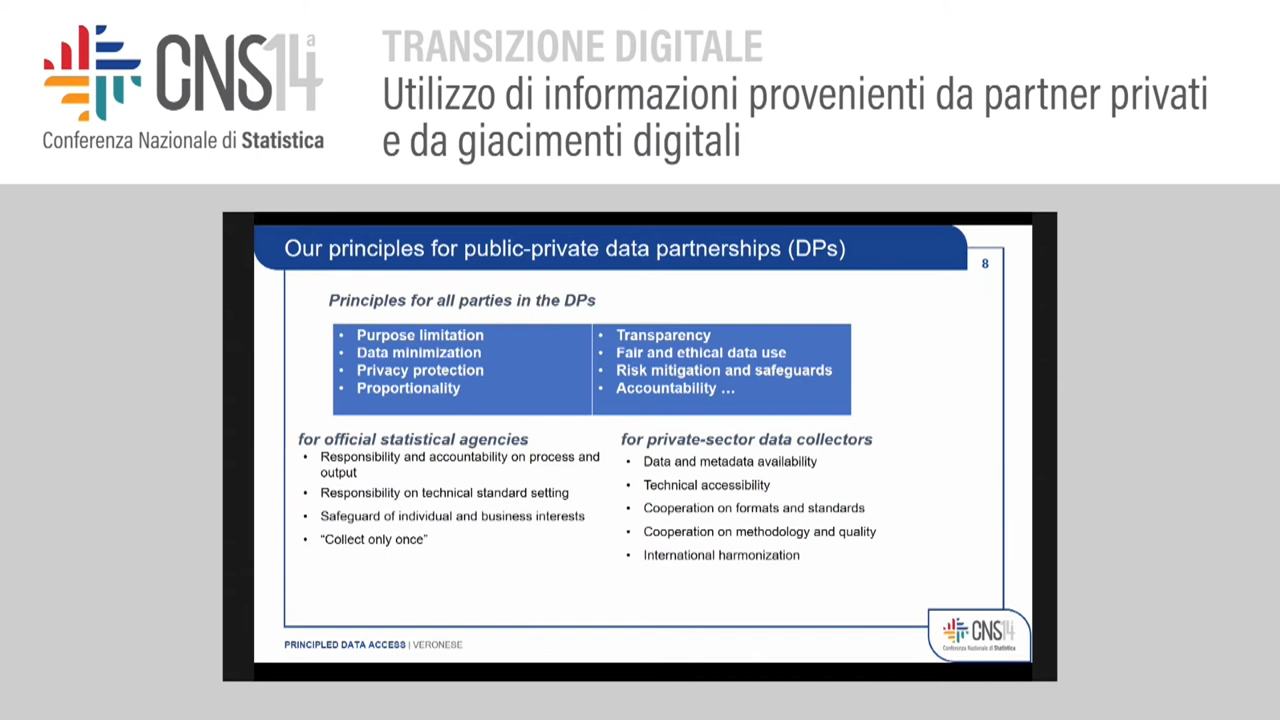 CNS14ª
Conferenza Nazionale di Statistica
TRANSIZIONE DIGITALE
Utilizzo di informazioni provenienti da partner privati
e da giacimenti digitali
Our principles for public-private data partnerships (DPs)
8
Principles for all parties in the DPs
• Purpose limitation
• Data minimization
• Privacy protection
• Proportionality
• Transparency
• Fair and ethical data use
• Risk mitigation and safeguards
• Accountability ...
for official statistical agencies
• Responsibility and accountability on process and
output
• Responsibility on technical standard setting
• Safeguard of individual and business interests
• “Collect only once”
for private-sector data collectors
• Data and metadata availability
• Technical accessibility
• Cooperation on formats and standards
• Cooperation on methodology and quality
• International harmonization
PRINCIPLED DATA ACCESS | VERONESE
CNS14
Conferenza Nazionale di Statistica